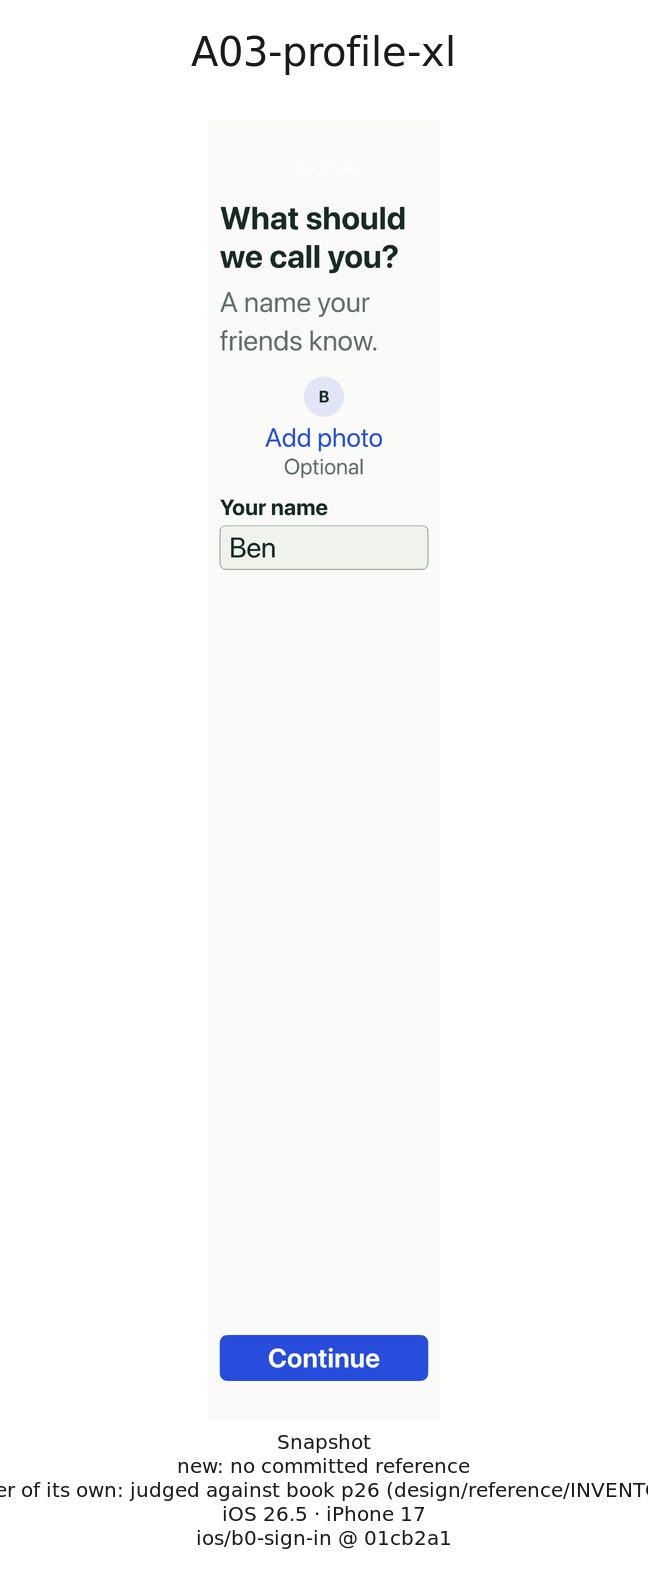 A03-profile-xl
Your profile
What should
we call you?
A name your
friends know.
B
Add photo
Optional
Your name
Ben
Continue
Snapshot
new: no committed reference
of its own: judged against book p26 (design/reference/
iOS 26.5 · iPhone 17
ios/b0-sign-in @ 01cb2a1